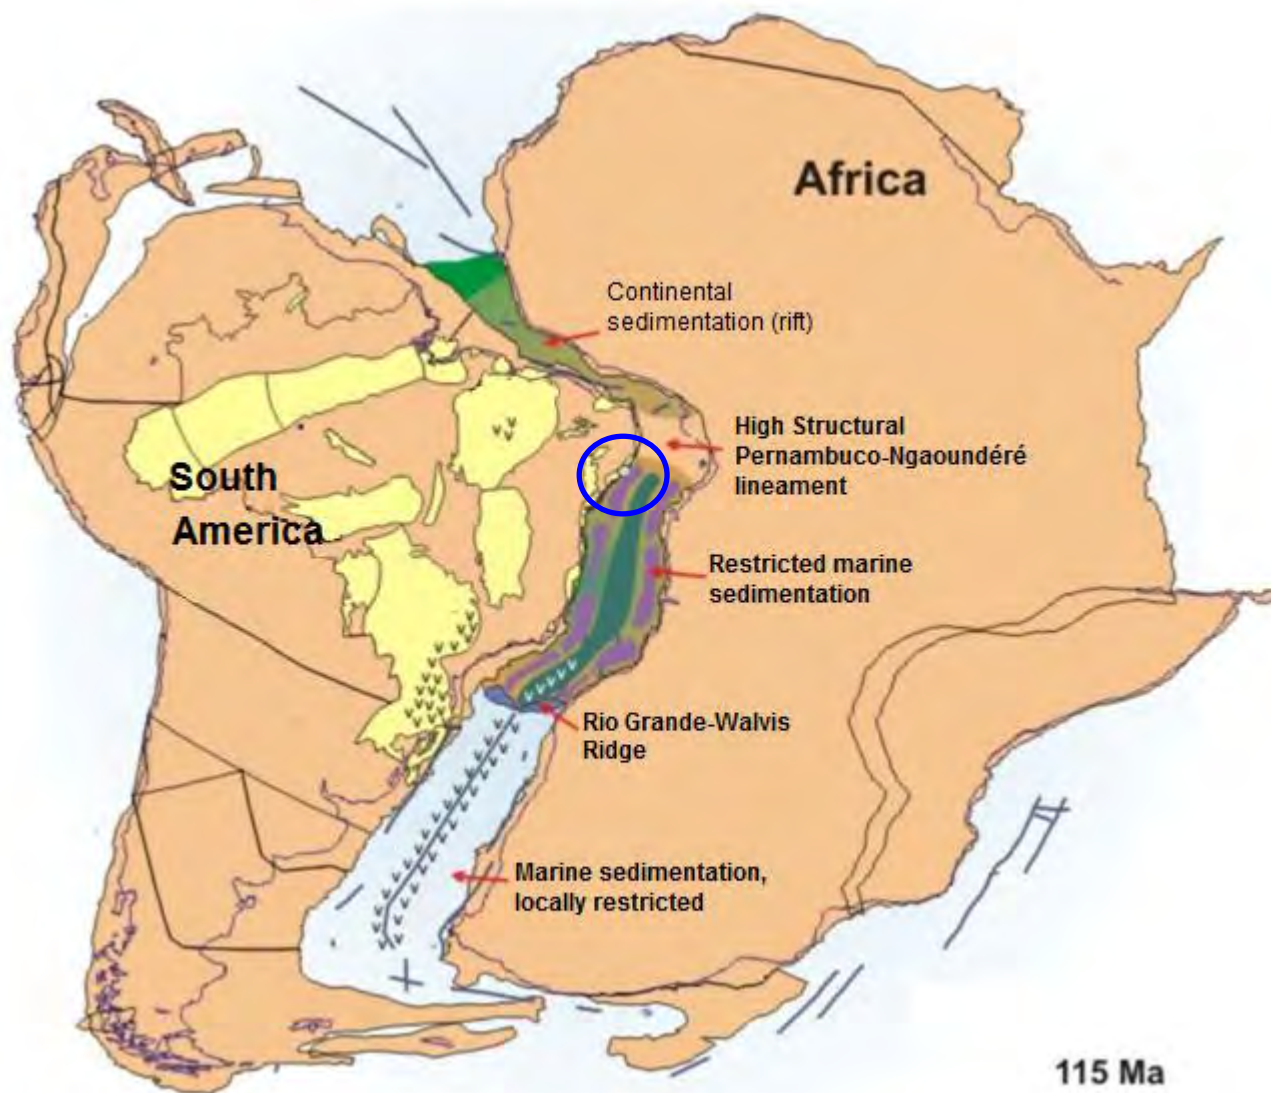 Africa
Continental
sedimentation (rift)
High Structural
Pernambuco-Ngaoundéré
lineament
South
America
Restricted marine
sedimentation
Rio Grande-Walvis
Ridge
Marine sedimentation,
locally restricted
115 Ma